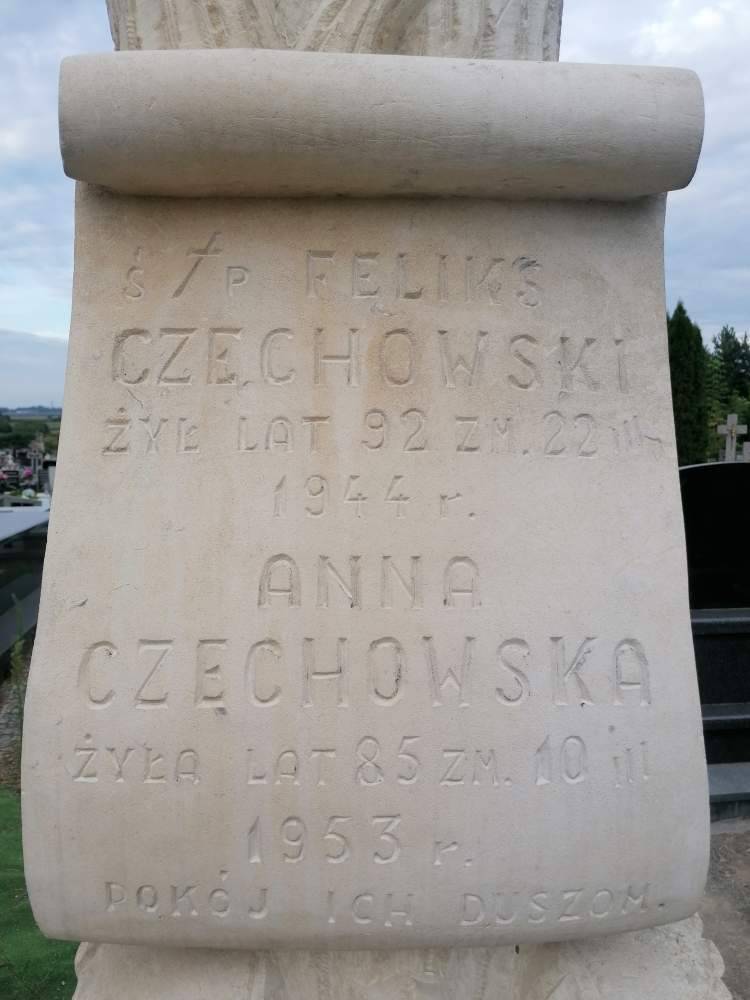 Ś † P FELIKS
CZECHOWSKI
ŻYŁ LAT 92 ZM. 22 III
1944 r.
ANNA
CZECHOWSKA
ŻYŁA LAT 85 ZM. 10 III
1953 r.
POKÓJ ICH DUSZOM.